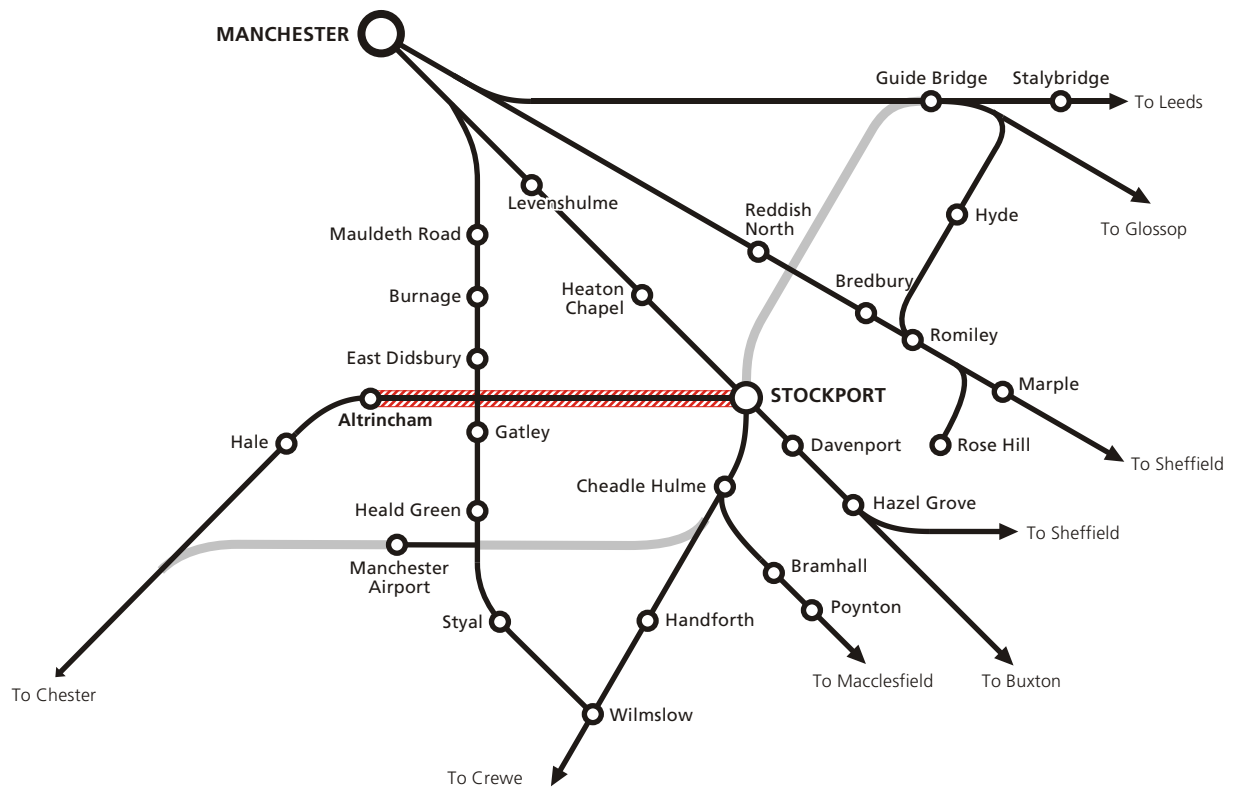 MANCHESTER
Guide Bridge
Stalybridge
To Leeds
Levenshulme
Reddish
North
Hyde
To Glossop
Mauldeth Road
Burnage
Heaton
Chapel
Bredbury
Romiley
East Didsbury
Altrincham
STOCKPORT
Marple
Hale
Gatley
Davenport
Rose Hill
To Sheffield
Cheadle Hulme
Heald Green
Hazel Grove
To Sheffield
Manchester
Airport
Bramhall
Styal
Handforth
Poynton
To Chester
To Macclesfield
To Buxton
Wilmslow
To Crewe